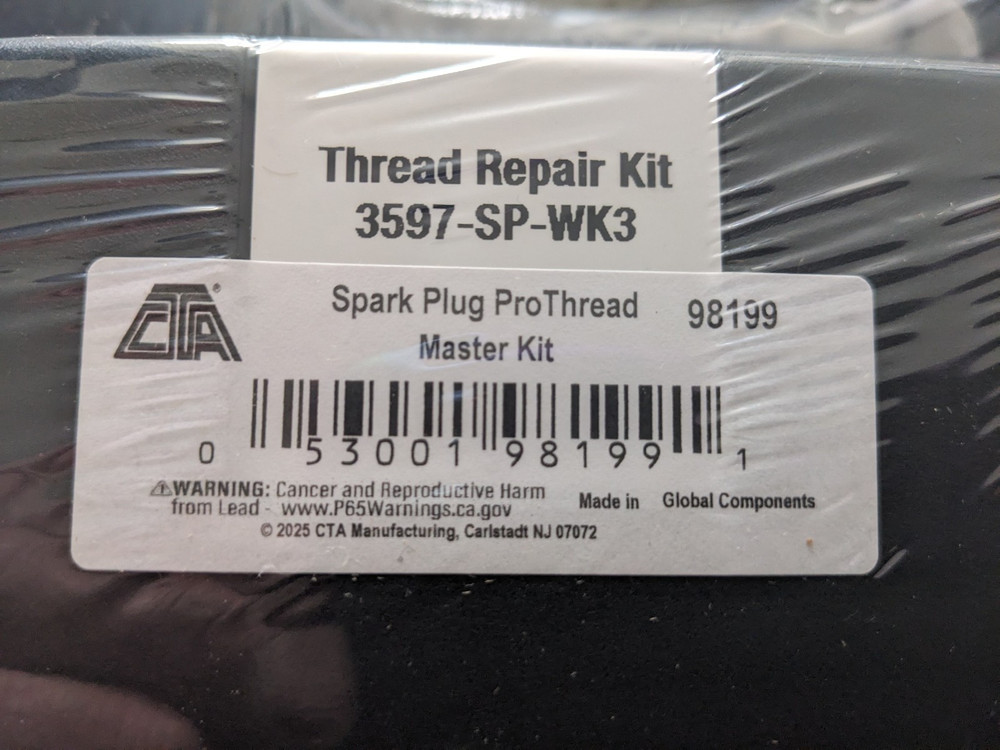 Thread Repair Kit
3597-SP-WK3
CTA®
Spark Plug ProThread 98199
Master Kit
0 53001 98199 1
⚠WARNING: Cancer and Reproductive Harm
from Lead - www.P65Warnings.ca.gov
Made in Global Components
© 2025 CTA Manufacturing, Carlstadt NJ 07072